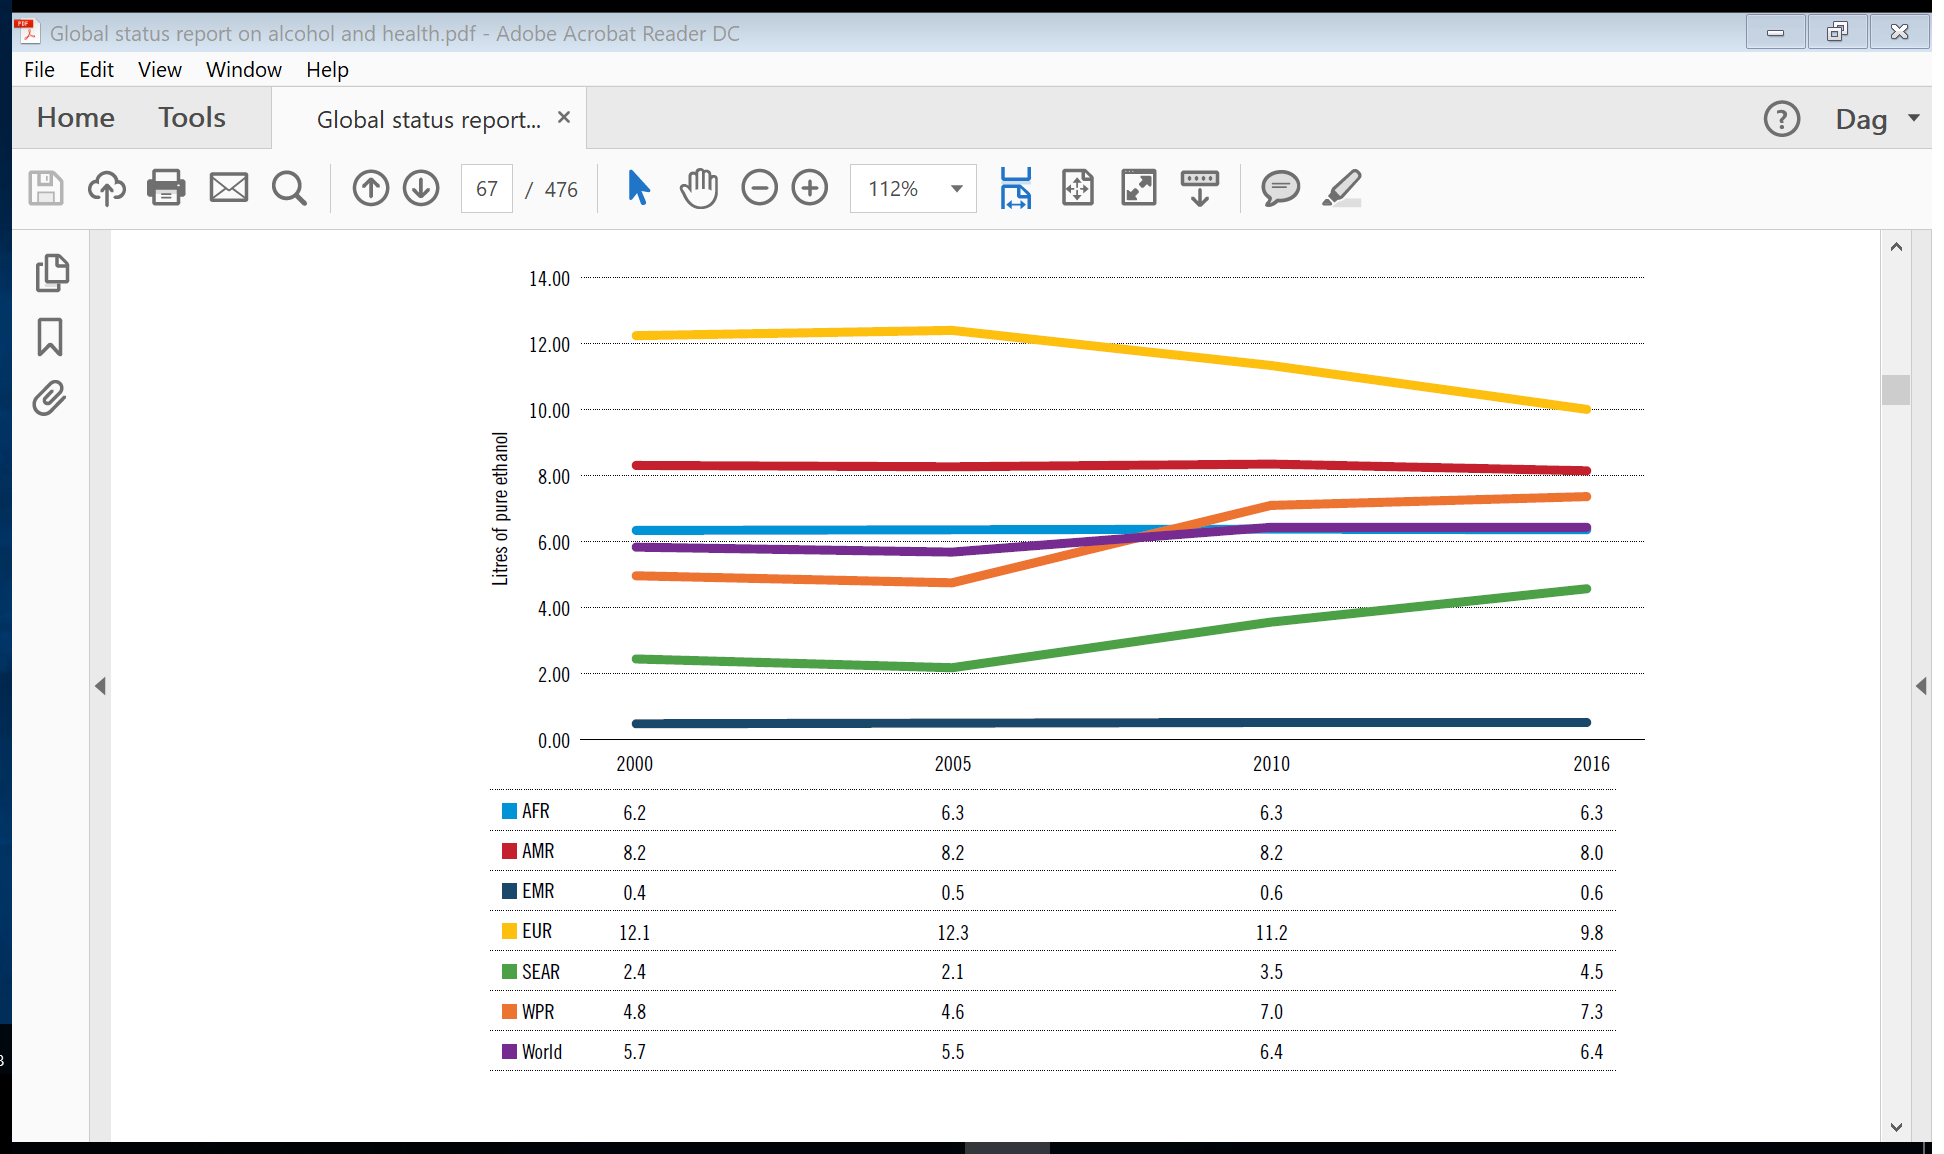 PDF
Global status report on alcohol and health.pdf - Adobe Acrobat Reader DC
File Edit View Window Help
Home Tools Global status report... × ? Dag
67 / 476 112%
14.00
12.00
10.00
8.00
6.00
4.00
2.00
0.00
Litres of pure ethanol
2000 2005 2010 2016
AFR 6.2 6.3 6.3 6.3
AMR 8.2 8.2 8.2 8.0
EMR 0.4 0.5 0.6 0.6
EUR 12.1 12.3 11.2 9.8
SEAR 2.4 2.1 3.5 4.5
WPR 4.8 4.6 7.0 7.3
World 5.7 5.5 6.4 6.4